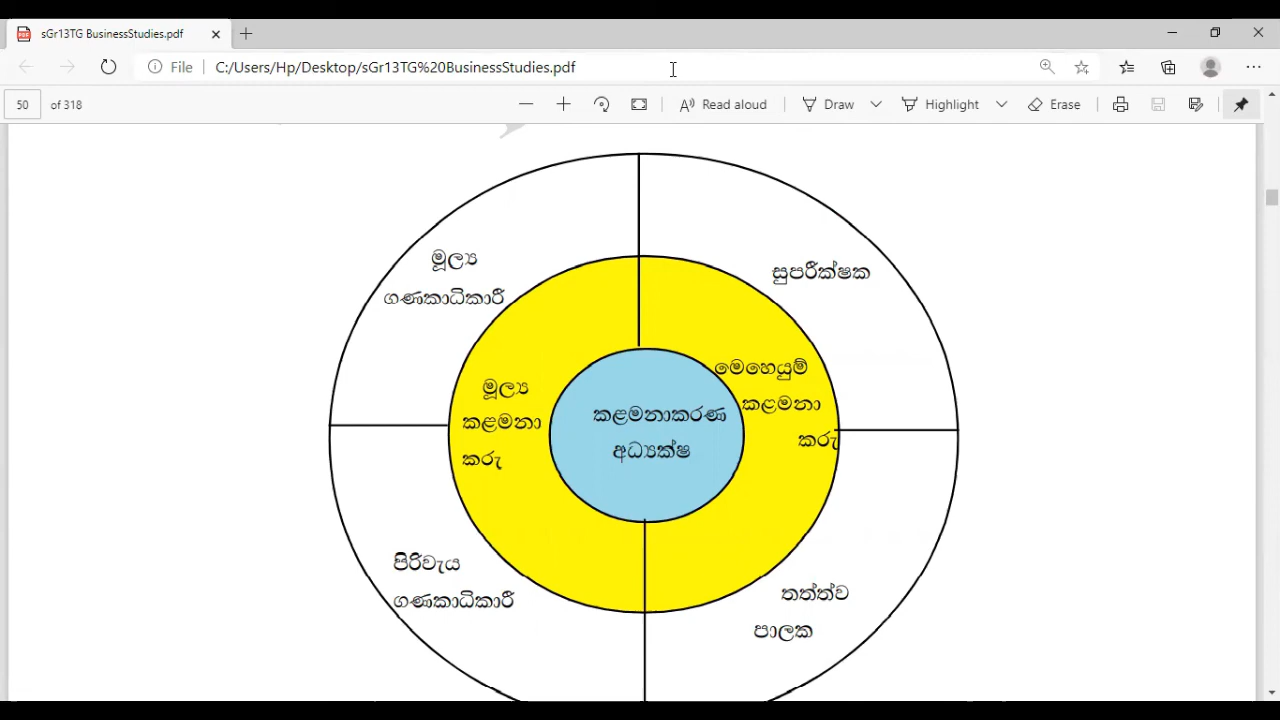 sGr13TG BusinessStudies.pdf
File C:/Users/Hp/Desktop/sGr13TG%20BusinessStudies.pdf
50 of 318 Read aloud Draw Highlight Erase
මූල්‍ය
ගණකාධිකාරී
සුපරීක්ෂක
මූල්‍ය
කළමනා
කරු
කළමනාකරණ
අධ්‍යක්ෂ
මෙහෙයුම්
කළමනා
කරු
පිරිවැය
ගණකාධිකාරී
තත්ත්ව
පාලක